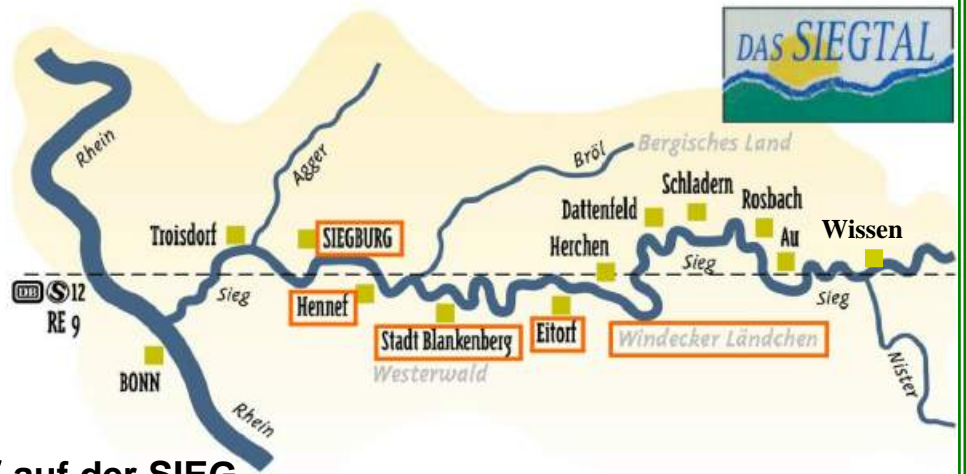 DAS SIEGTAL
Rhein
Agger
Bröl
Bergisches Land
Schladern
Dattenfeld
Rosbach
Troisdorf
SIEGBURG
Herchen
Au
Wissen
Sieg
DB S 12
RE 9
Sieg
Hennef
Sieg
Stadt Blankenberg
Eitorf
Windecker Ländchen
BONN
Westerwald
Nister
Rhein
auf der SIEG